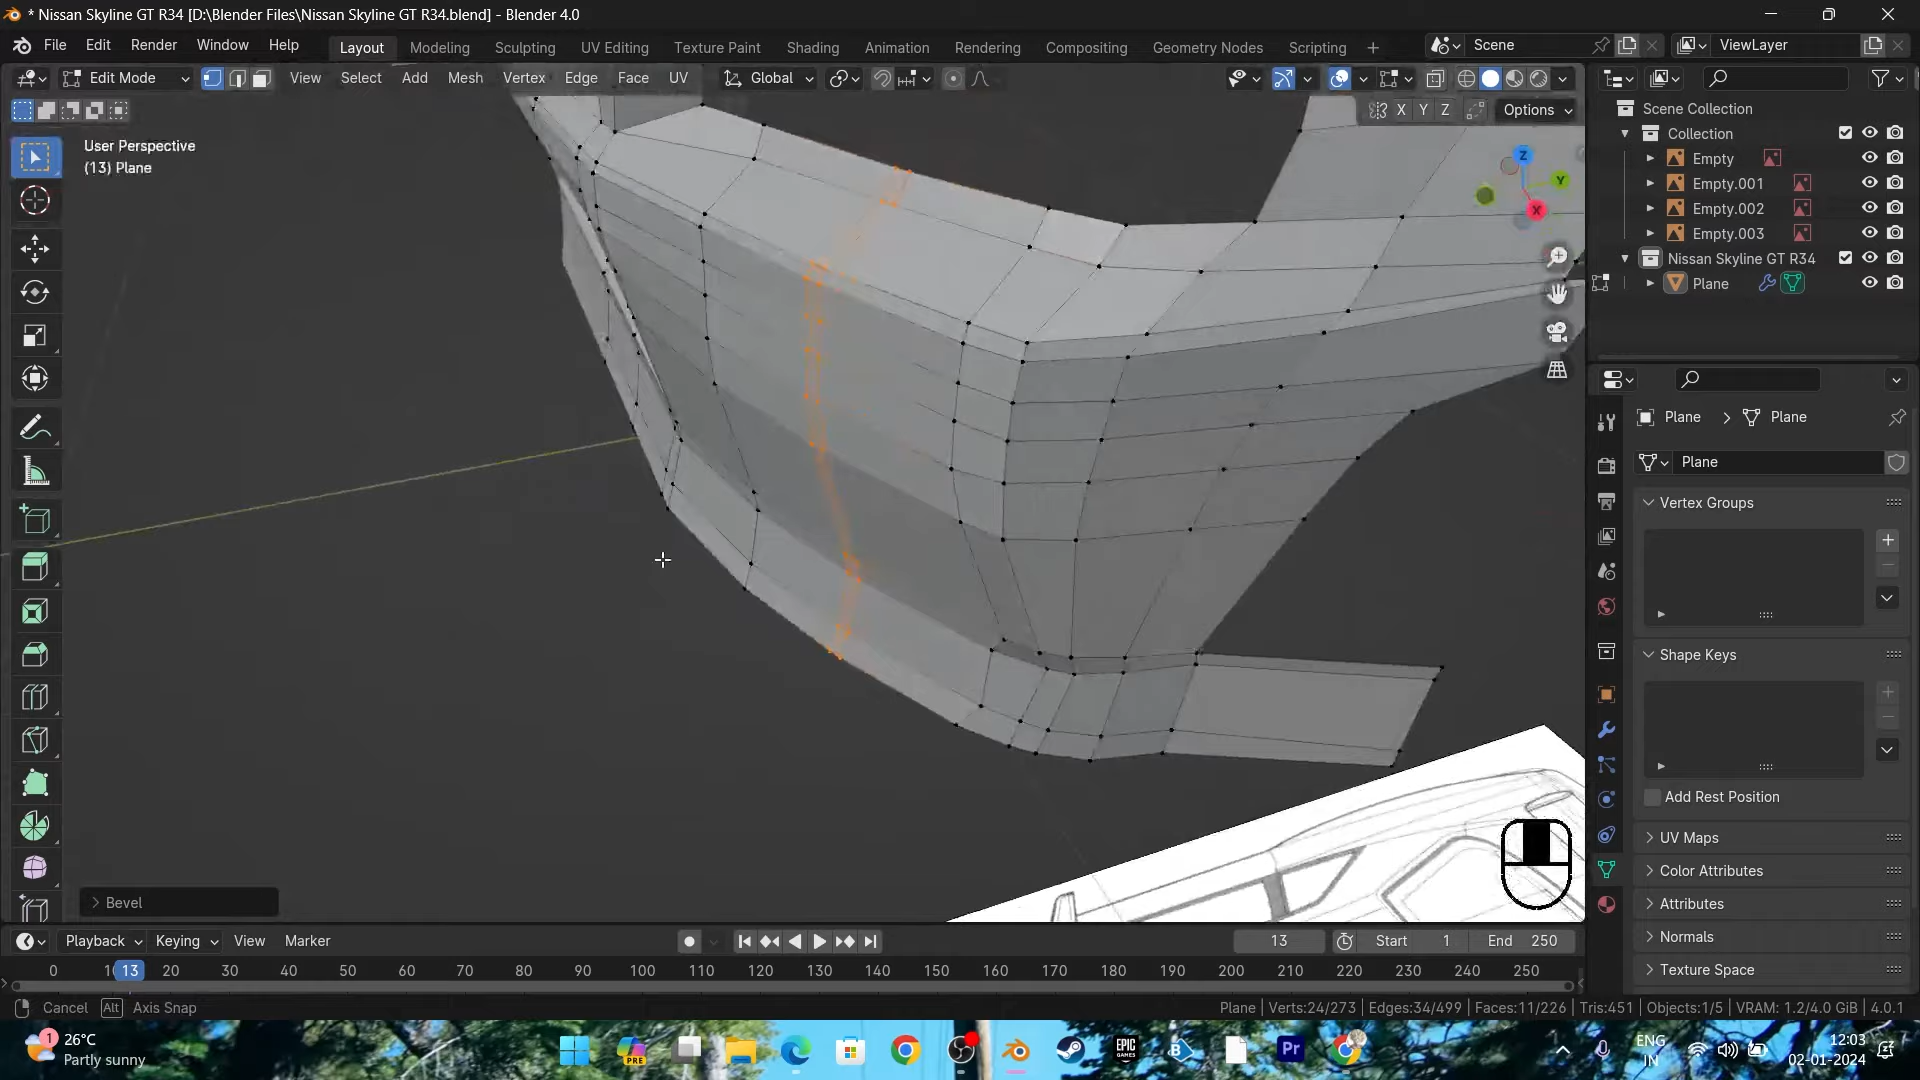 * Nissan Skyline GT R34 [D:\Blender Files\Nissan Skyline GT R34.blend] - Blender 4.0
File Edit Render Window Help Layout Modeling Sculpting UV Editing Texture Paint Shading Animation Rendering Compositing Geometry Nodes Scripting + Scene ViewLayer
Edit Mode View Select Add Mesh Vertex Edge Face UV Global
X Y Z Options
User Perspective
(13) Plane
Z
Y
X
Scene Collection
Collection
Empty
Empty.001
Empty.002
Empty.003
Nissan Skyline GT R34
Plane
Plane > Plane
Plane
Vertex Groups
Shape Keys
Add Rest Position
UV Maps
Color Attributes
Attributes
Normals
Texture Space
> Bevel
Playback Keying View Marker 13 Start 1 End 250
0 10 13 20 30 40 50 60 70 80 90 100 110 120 130 140 150 160 170 180 190 200 210 220 230 240 250
Cancel Alt Axis Snap Plane | Verts:24/273 | Edges:34/499 | Faces:11/226 | Tris:451 | Objects:1/5 | VRAM: 1.2/4.0 GiB | 4.0.1
1 26°C
Partly sunny
PRE
EPIC GAMES
B
Pr
ENG
IN
12:03
02-01-2024